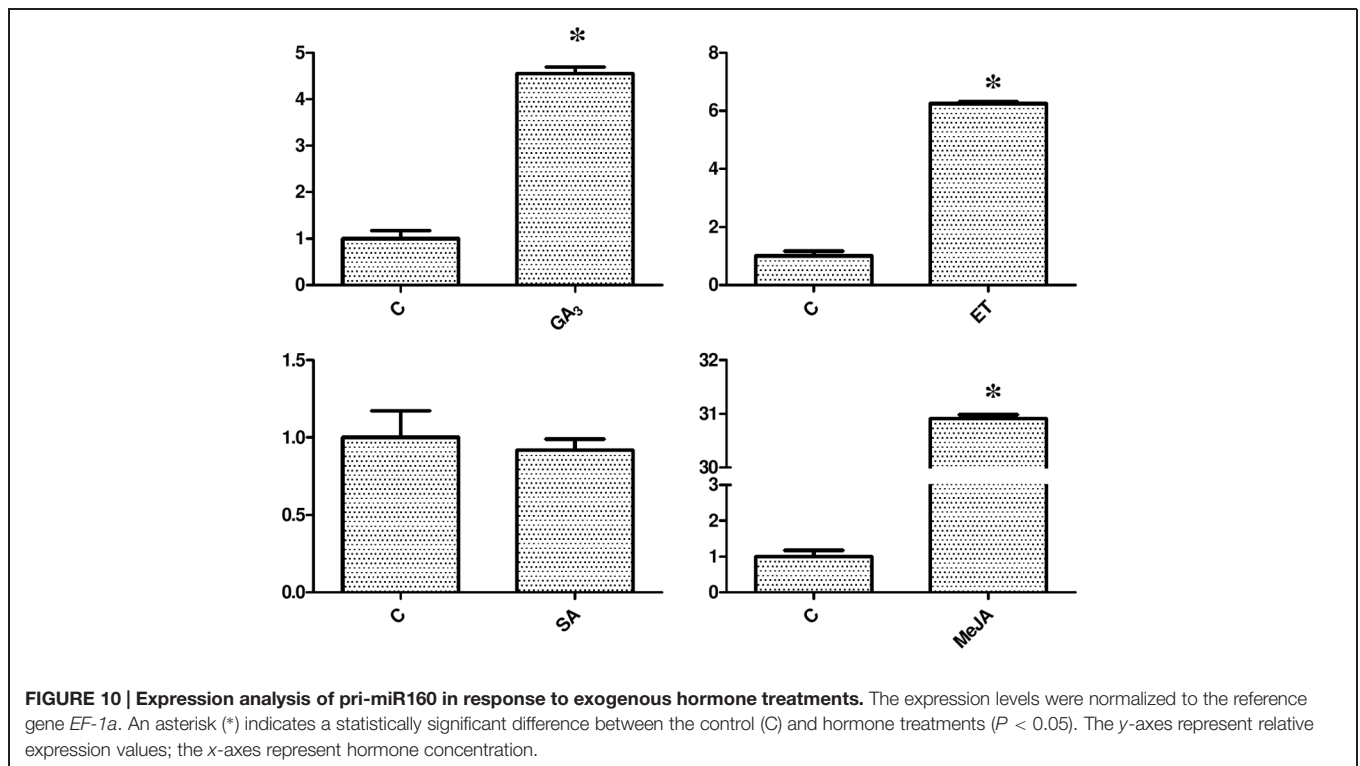 *
5
4
3
2
1
0
C
GA₃
*
8
6
4
2
0
C
ET
1.5
1.0
0.5
0.0
C
SA
*
32
31
30
3
2
1
0
C
MeJA
FIGURE 10 | Expression analysis of pri-miR160 in response to exogenous hormone treatments. The expression levels were normalized to the reference
gene EF-1a. An asterisk (*) indicates a statistically significant difference between the control (C) and hormone treatments (P < 0.05). The y-axes represent relative
expression values; the x-axes represent hormone concentration.